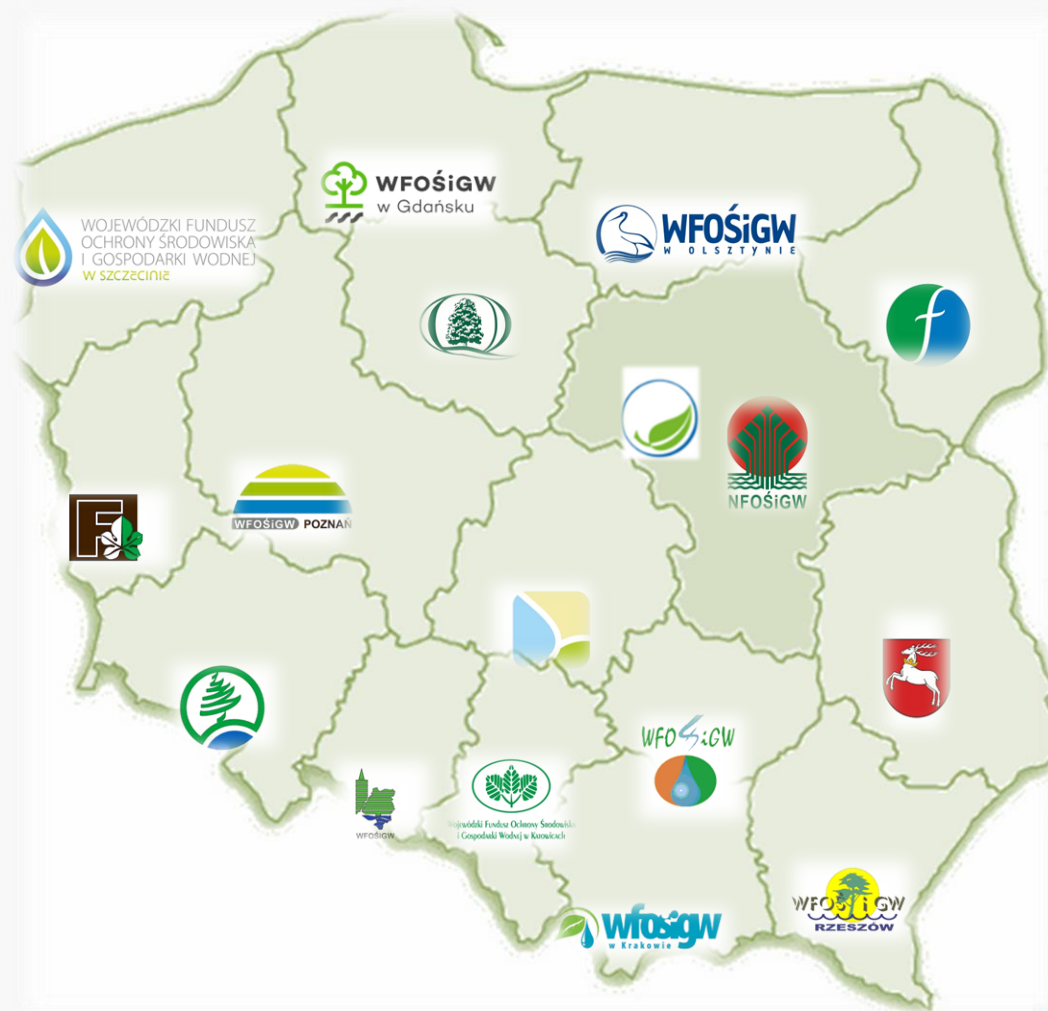 WFOŚiGW
w Gdańsku
WOJEWÓDZKI FUNDUSZ
OCHRONY ŚRODOWISKA
I GOSPODARKI WODNEJ
W SZCZECINIE
WFOŚiGW
W OLSZTYNIE
f
NFOŚiGW
F
WFOŚiGW POZNAŃ
WFOŚiGW
WFOŚiGW
Wojewódzki Fundusz Ochrony Środowiska
i Gospodarki Wodnej w Katowicach
WFOŚiGW
RZESZÓW
wfosigw
w Krakowie